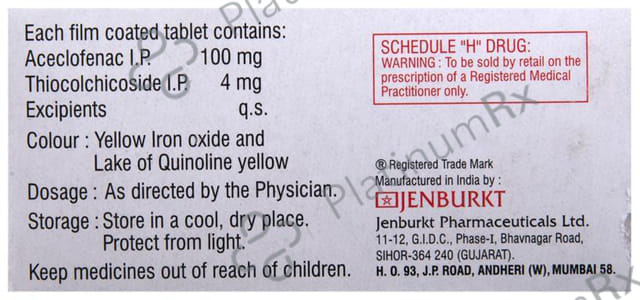 Each film coated tablet contains:
Aceclofenac I.P. 100 mg
Thiocolchicoside I.P. 4 mg
Excipients q.s.
Colour : Yellow Iron oxide and
Lake of Quinoline yellow
Dosage : As directed by the Physician.
Storage : Store in a cool, dry place.
Protect from light.
Keep medicines out of reach of children.
SCHEDULE "H" DRUG:
WARNING : To be sold by retail on the
prescription of a Registered Medical
Practitioner only.
® Registered Trade Mark
Manufactured in India by :
JENBURKT
Jenburkt Pharmaceuticals Ltd.
11-12, G.I.D.C., Phase-I, Bhavnagar Road,
SIHOR-364 240 (GUJARAT).
H. O. 93, J.P. ROAD, ANDHERI (W), MUMBAI 58.
PlatinumRx
PlatinumRx